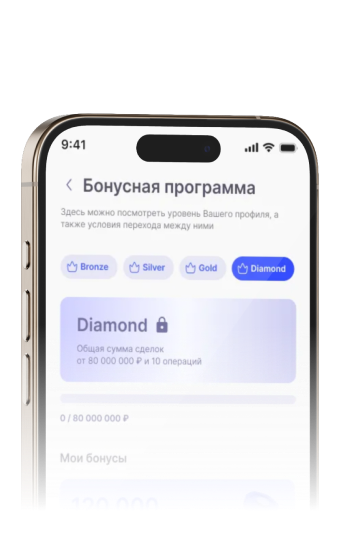 9:41
Бонусная программа
Здесь можно посмотреть уровень Вашего профиля, а
также условия перехода между ними
Bronze Silver Gold Diamond
Diamond
Общая сумма сделок
от 80 000 000 ₽ и 10 операций
0 / 80 000 000 ₽
Мои бонусы